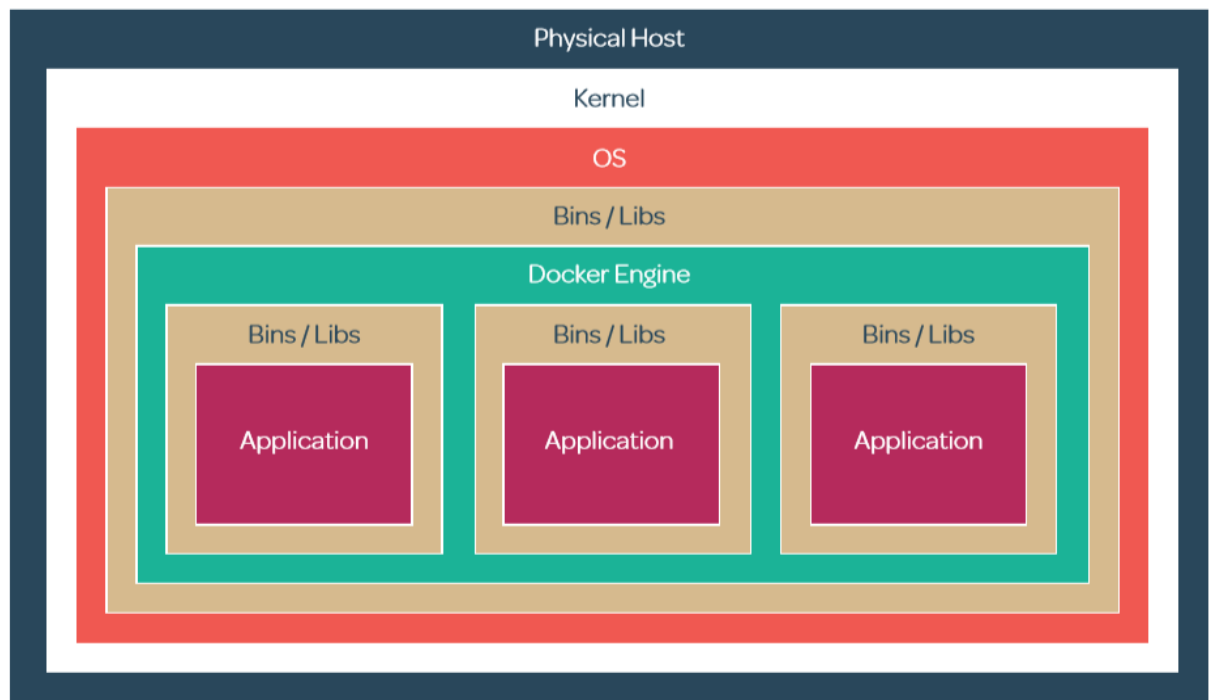 Physical Host
Kernel
OS
Bins / Libs
Docker Engine
Bins / Libs
Bins / Libs
Bins / Libs
Application
Application
Application